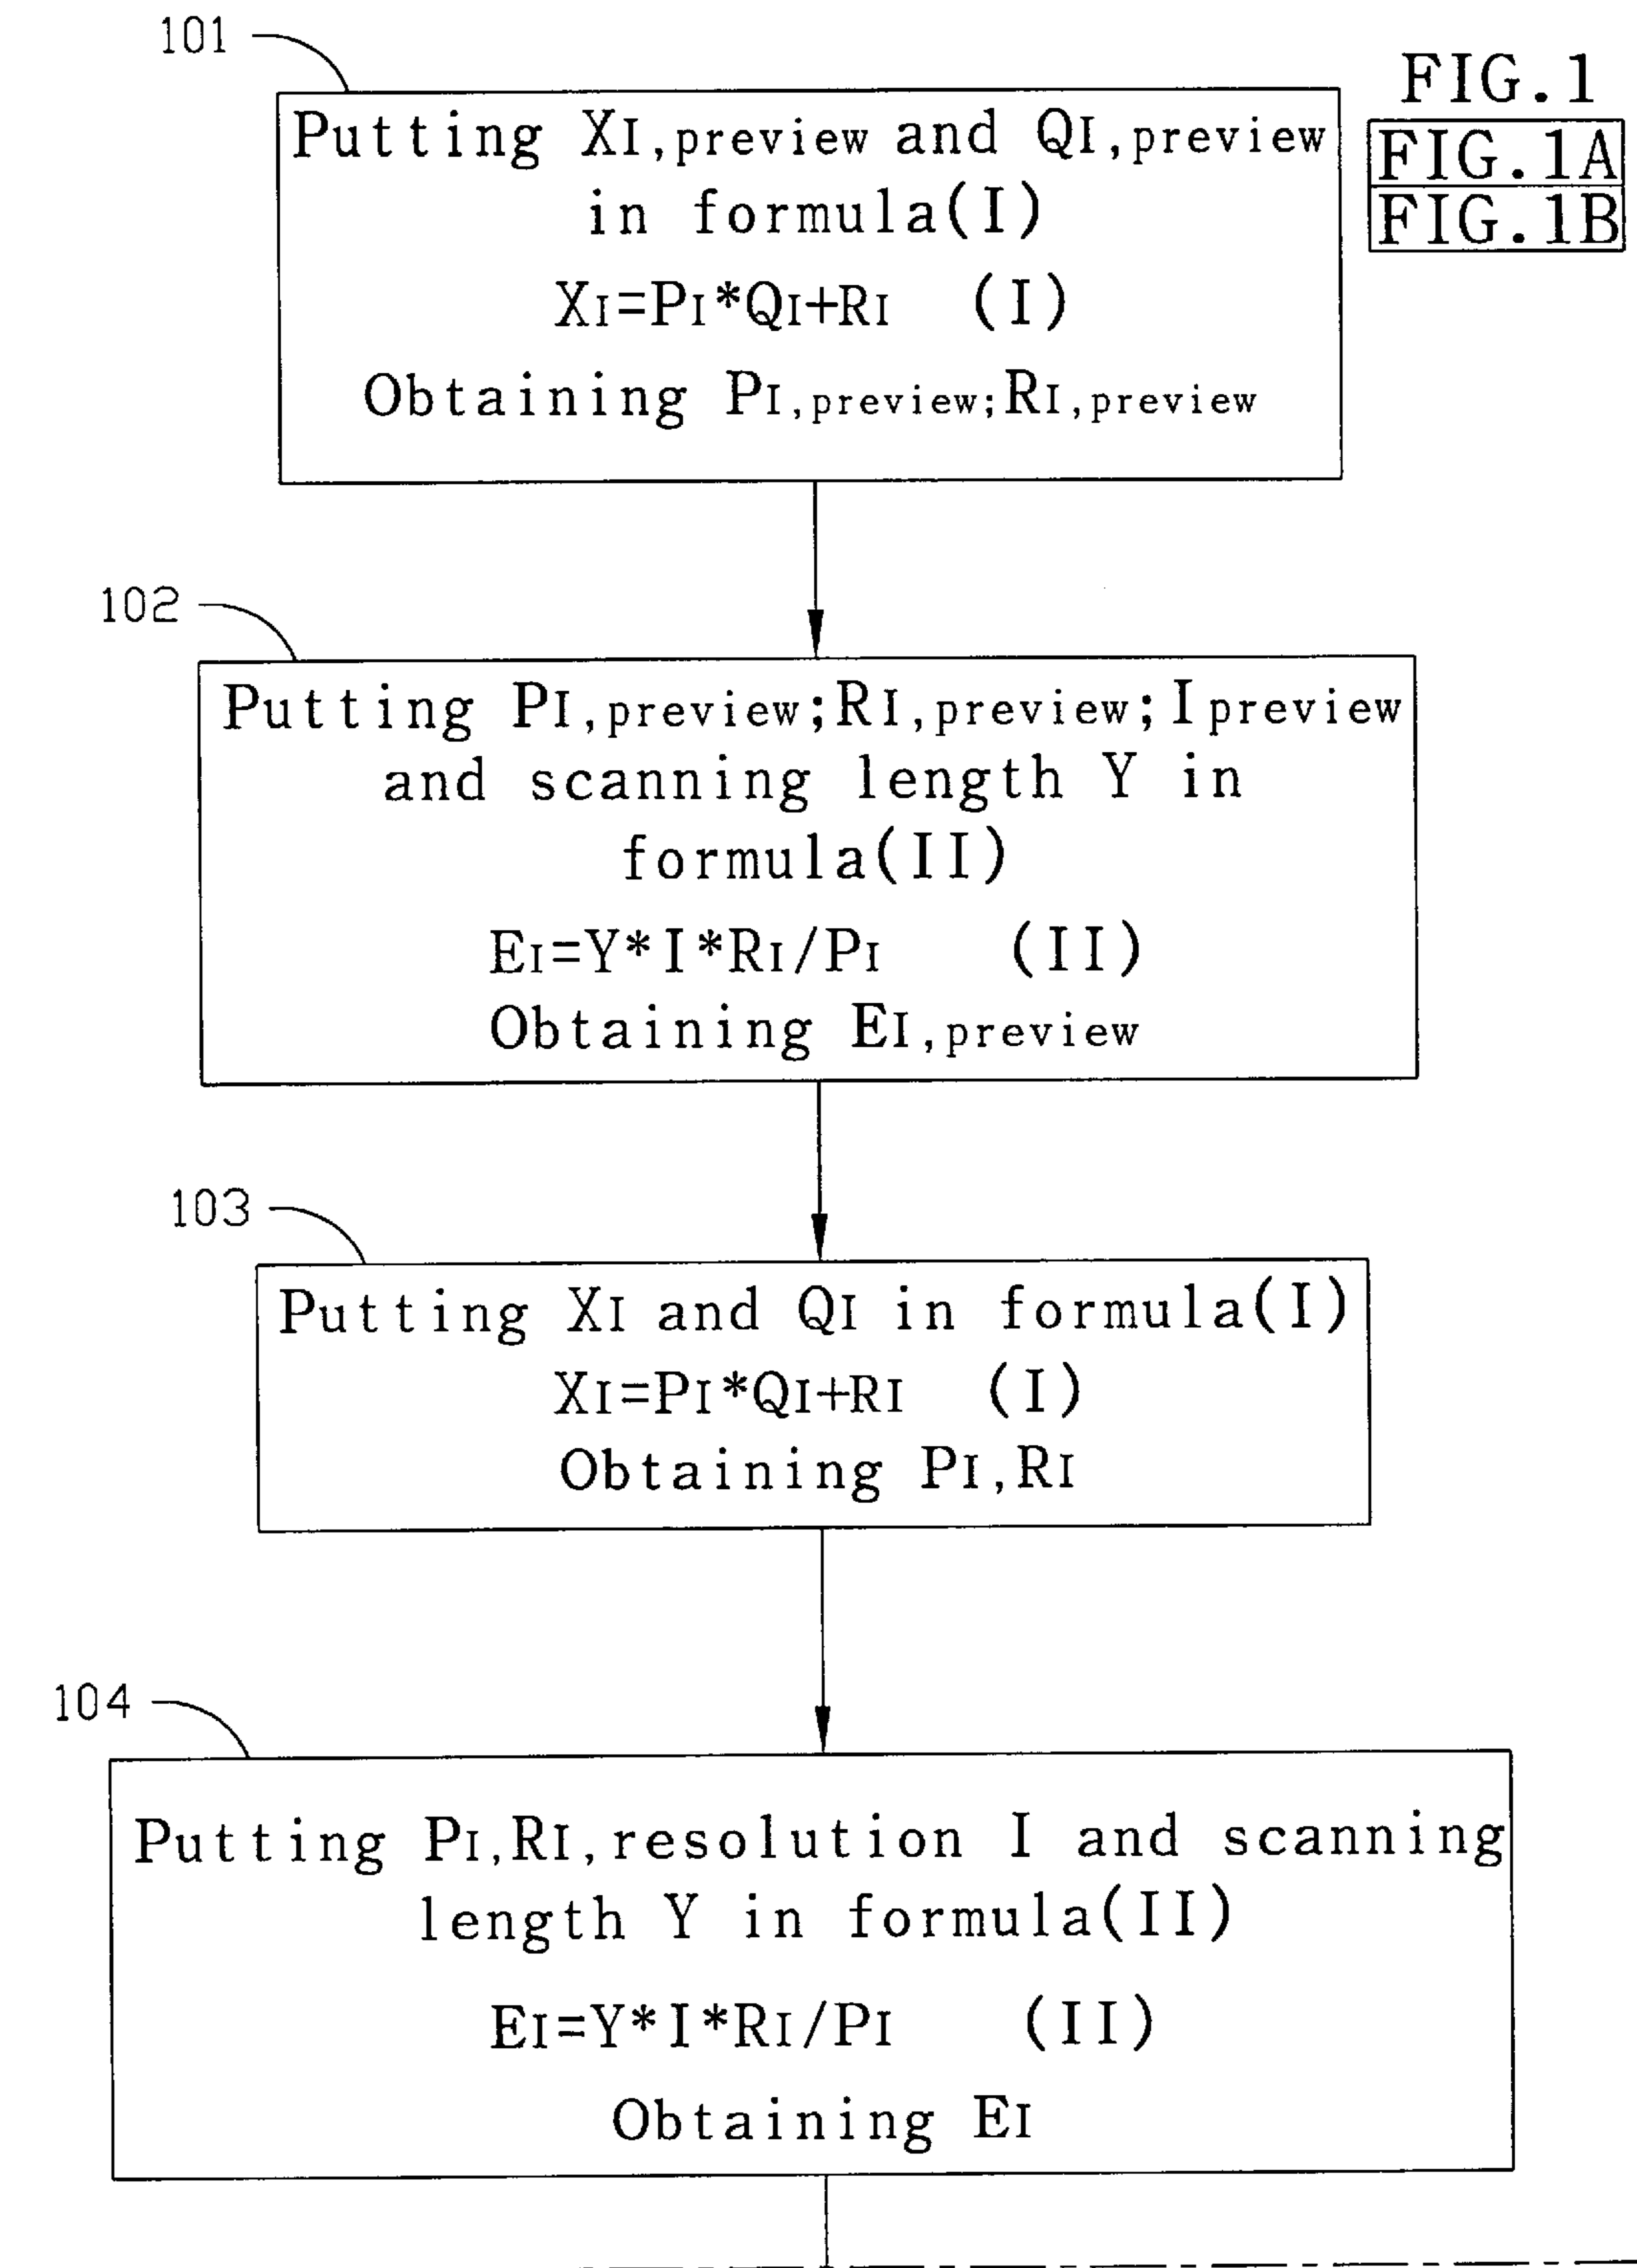 101
FIG.1
FIG.1A
FIG.1B
Putting XI,preview and QI,preview
in formula(I)
XI=PI*QI+RI (I)
Obtaining PI,preview;RI,preview
102
Putting PI,preview;RI,preview;Ipreview
and scanning length Y in
formula(II)
EI=Y*I*RI/PI (II)
Obtaining EI,preview
103
Putting XI and QI in formula(I)
XI=PI*QI+RI (I)
Obtaining PI,RI
104
Putting PI,RI,resolution I and scanning
length Y in formula(II)
EI=Y*I*RI/PI (II)
Obtaining EI